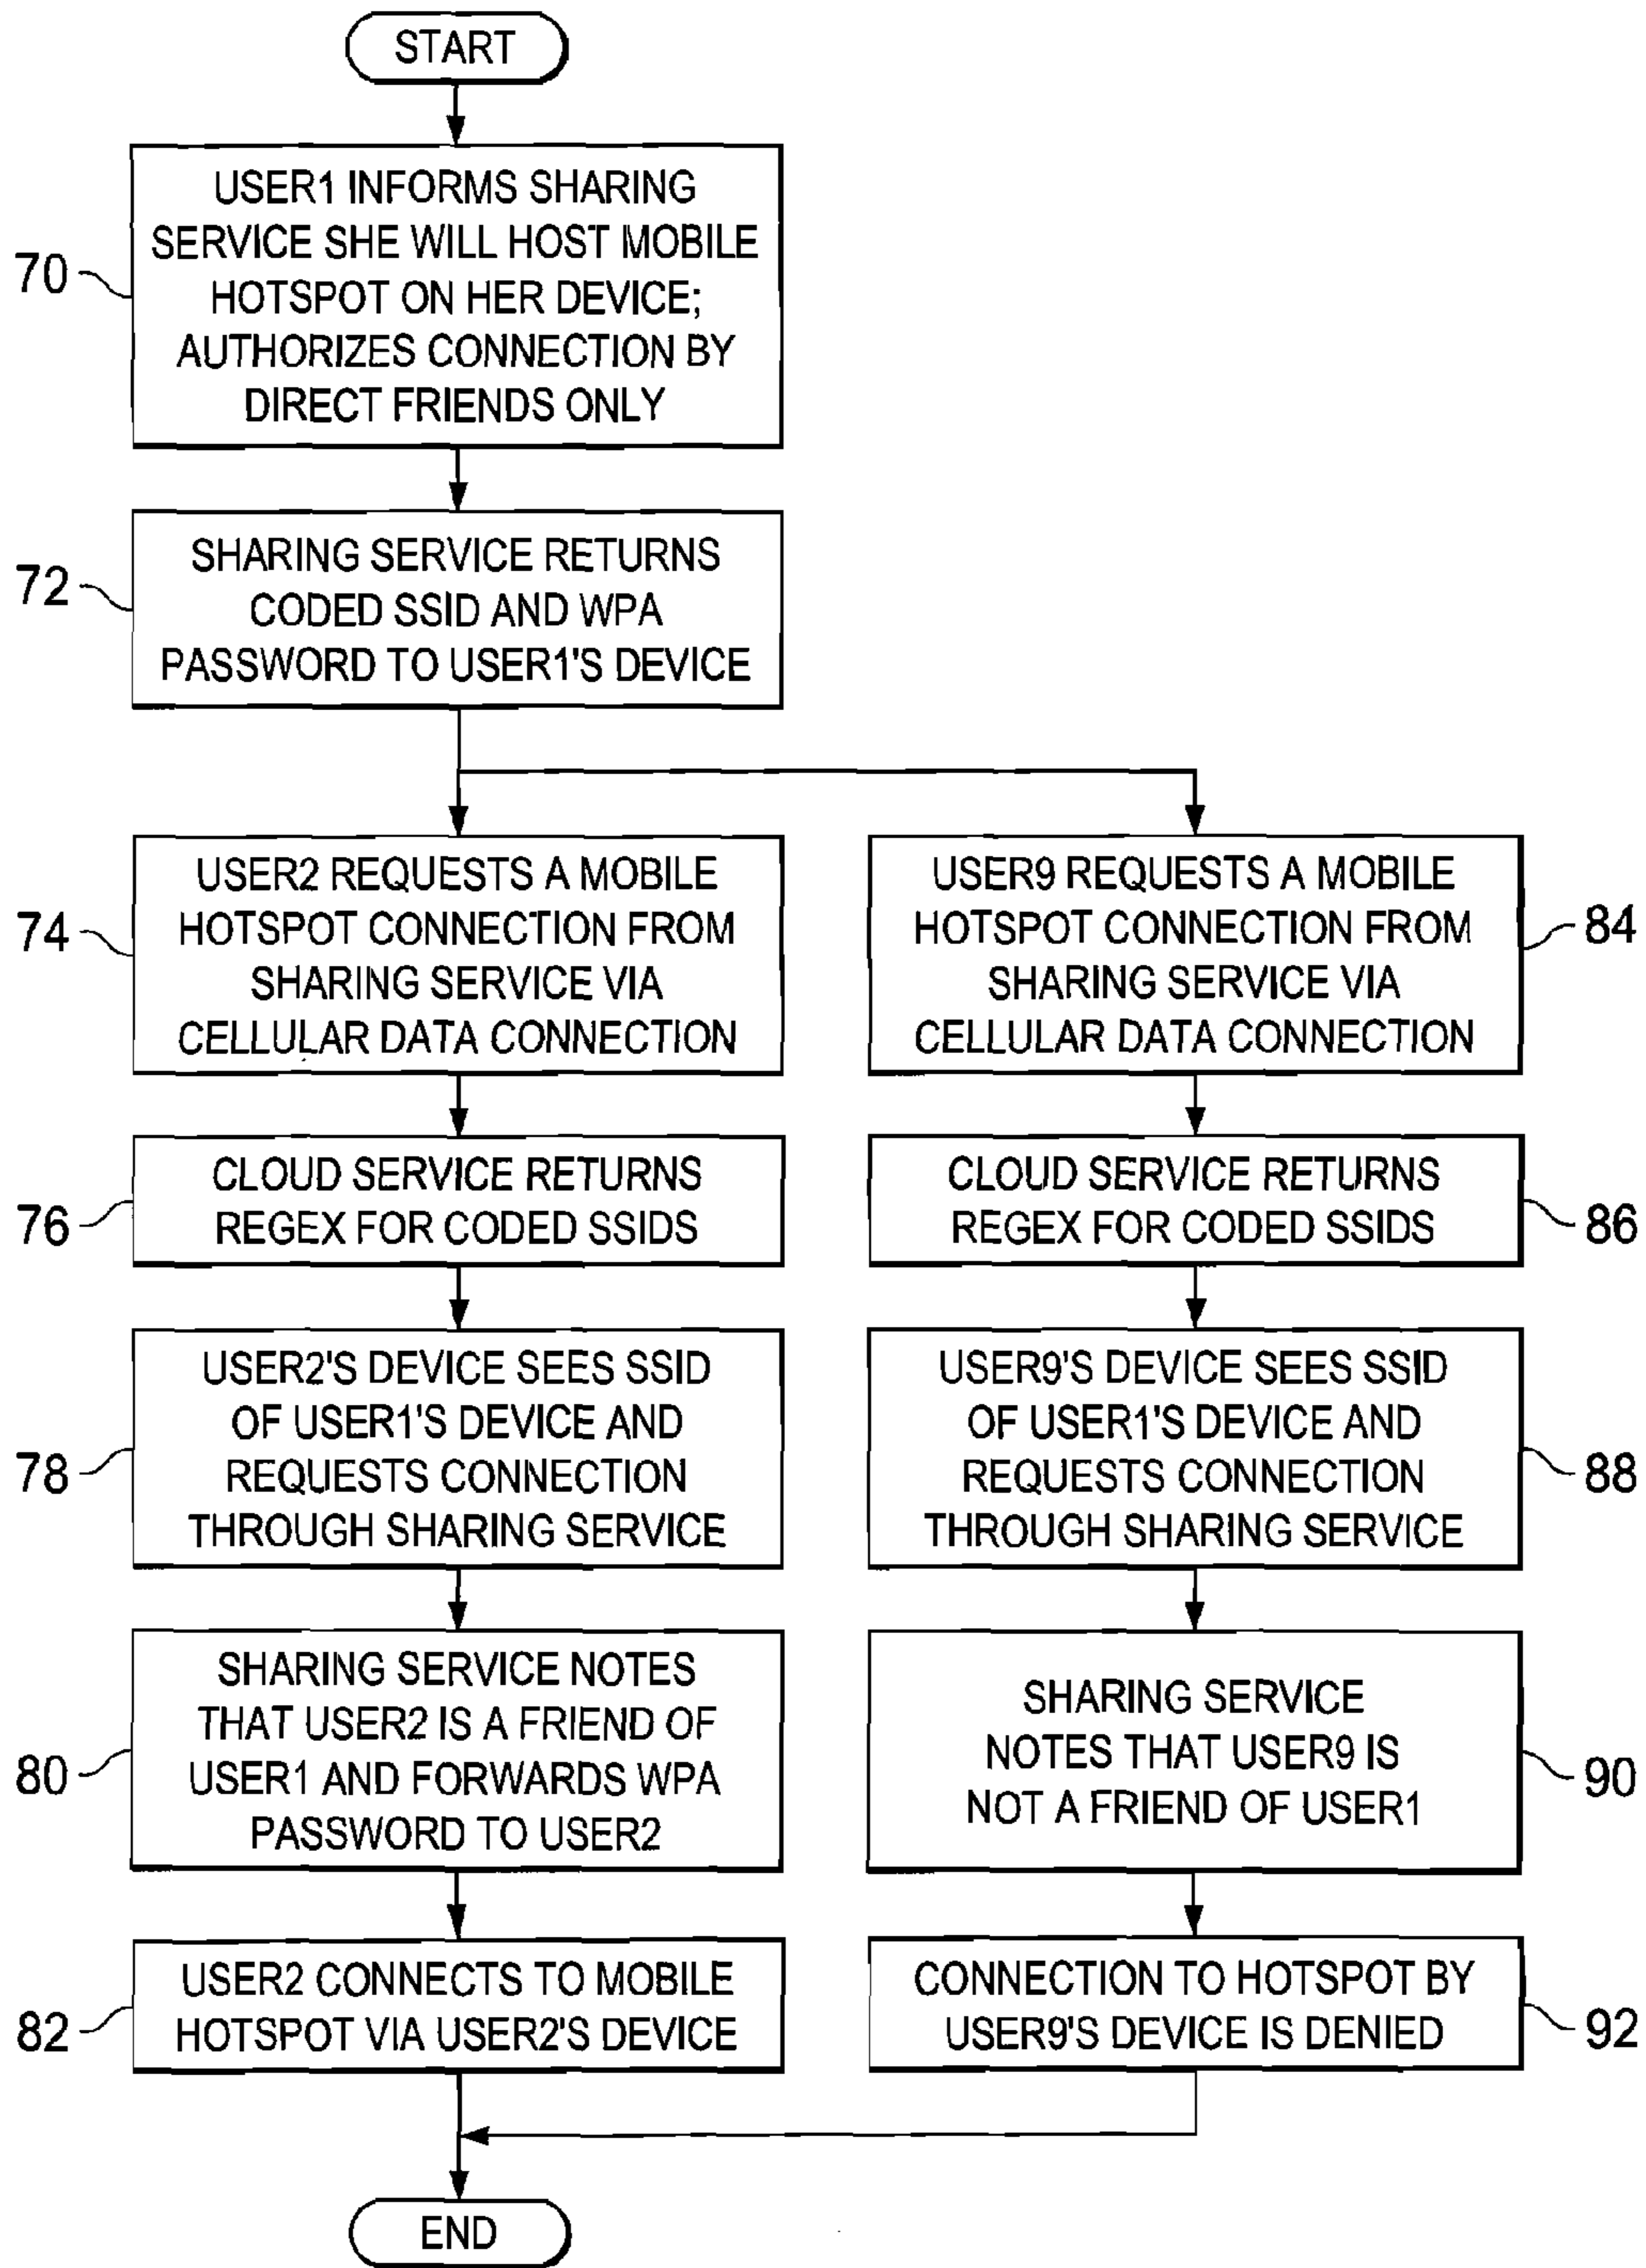 START
USER1 INFORMS SHARING
SERVICE SHE WILL HOST MOBILE
HOTSPOT ON HER DEVICE;
AUTHORIZES CONNECTION BY
DIRECT FRIENDS ONLY
70
SHARING SERVICE RETURNS
CODED SSID AND WPA
PASSWORD TO USER1'S DEVICE
72
USER2 REQUESTS A MOBILE
HOTSPOT CONNECTION FROM
SHARING SERVICE VIA
CELLULAR DATA CONNECTION
74
CLOUD SERVICE RETURNS
REGEX FOR CODED SSIDS
76
USER2'S DEVICE SEES SSID
OF USER1'S DEVICE AND
REQUESTS CONNECTION
THROUGH SHARING SERVICE
78
SHARING SERVICE NOTES
THAT USER2 IS A FRIEND OF
USER1 AND FORWARDS WPA
PASSWORD TO USER2
80
USER2 CONNECTS TO MOBILE
HOTSPOT VIA USER2'S DEVICE
82
USER9 REQUESTS A MOBILE
HOTSPOT CONNECTION FROM
SHARING SERVICE VIA
CELLULAR DATA CONNECTION
84
CLOUD SERVICE RETURNS
REGEX FOR CODED SSIDS
86
USER9'S DEVICE SEES SSID
OF USER1'S DEVICE AND
REQUESTS CONNECTION
THROUGH SHARING SERVICE
88
SHARING SERVICE
NOTES THAT USER9 IS
NOT A FRIEND OF USER1
90
CONNECTION TO HOTSPOT BY
USER9'S DEVICE IS DENIED
92
END